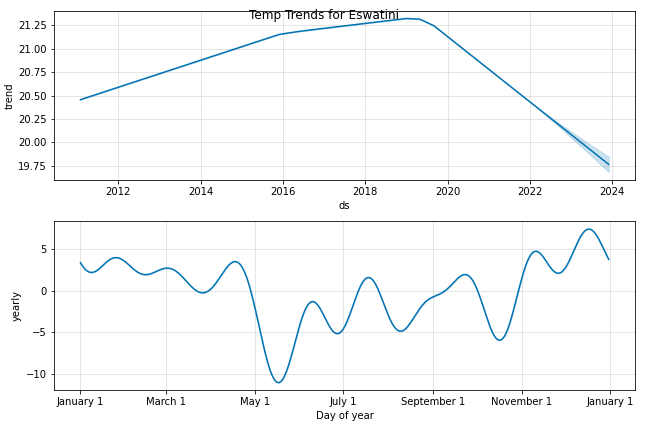 Temp Trends for Eswatini
21.25
21.00
20.75
20.50
20.25
20.00
19.75
trend
2012 2014 2016 2018 2020 2022 2024
ds
5
0
−5
−10
yearly
January 1 March 1 May 1 July 1 September 1 November 1 January 1
Day of year